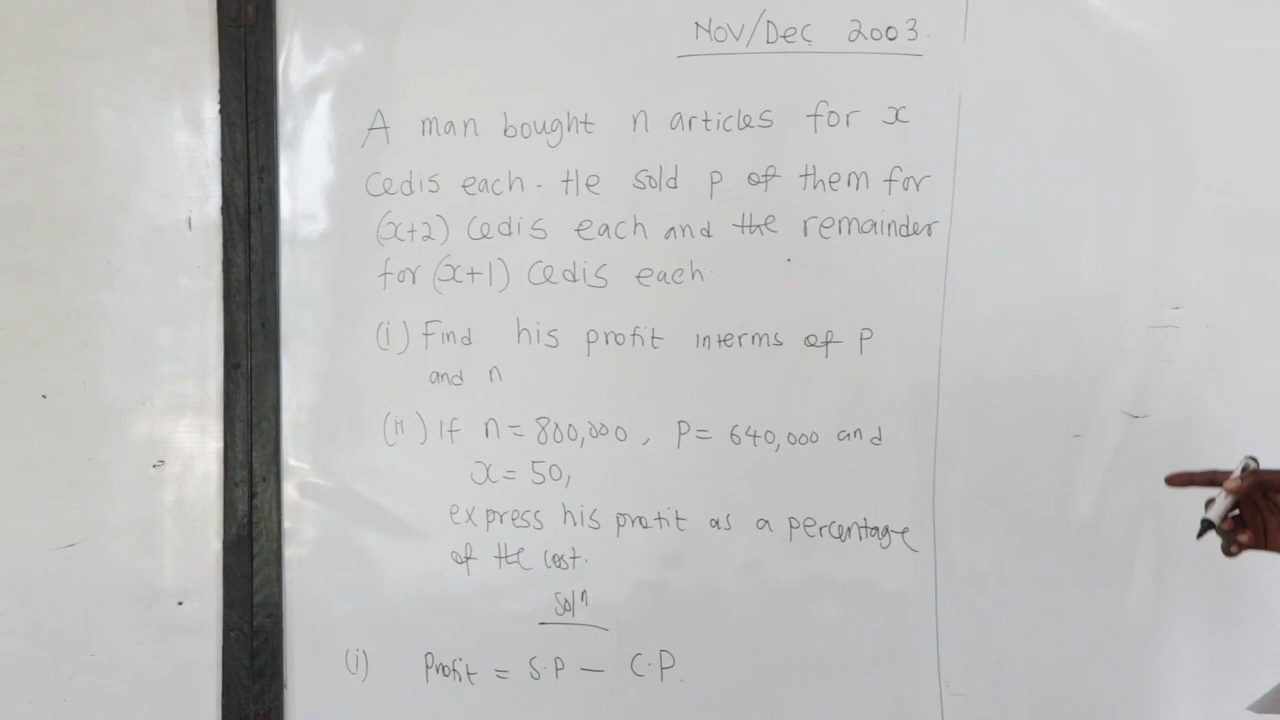 Nov/Dec 2003.
A man bought n articles for x
Cedis each. He sold p of them for
(x+2) Cedis each and the remainder
for (x+1) Cedis each.
(i) Find his profit interms of P
and n
(ii) If n = 800,000, P = 640,000 and
x = 50,
express his profit as a percentage
of the cost.
Solⁿ
(i) Profit = S.P — C.P.